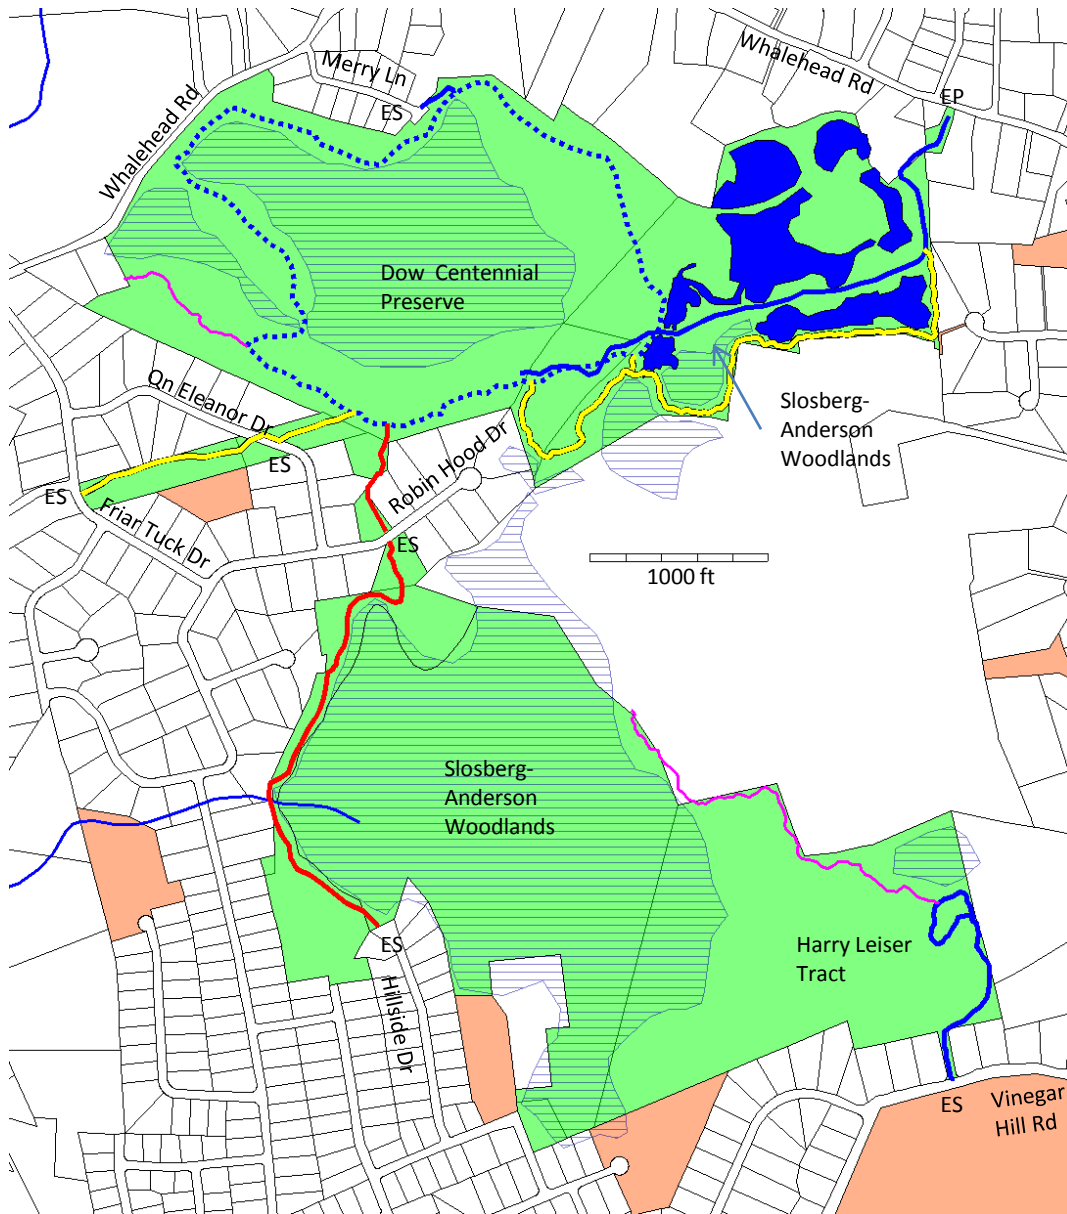 Whalehead Rd
Merry Ln
ES
EP
Whalehead Rd
Dow Centennial
Preserve
On Eleanor Dr
Slosberg-
Anderson
Woodlands
Robin Hood Dr
ES
ES
Friar Tuck Dr
ES
1000 ft
Slosberg-
Anderson
Woodlands
ES
Harry Leiser
Tract
Hillside Dr
ES
Vinegar
Hill Rd